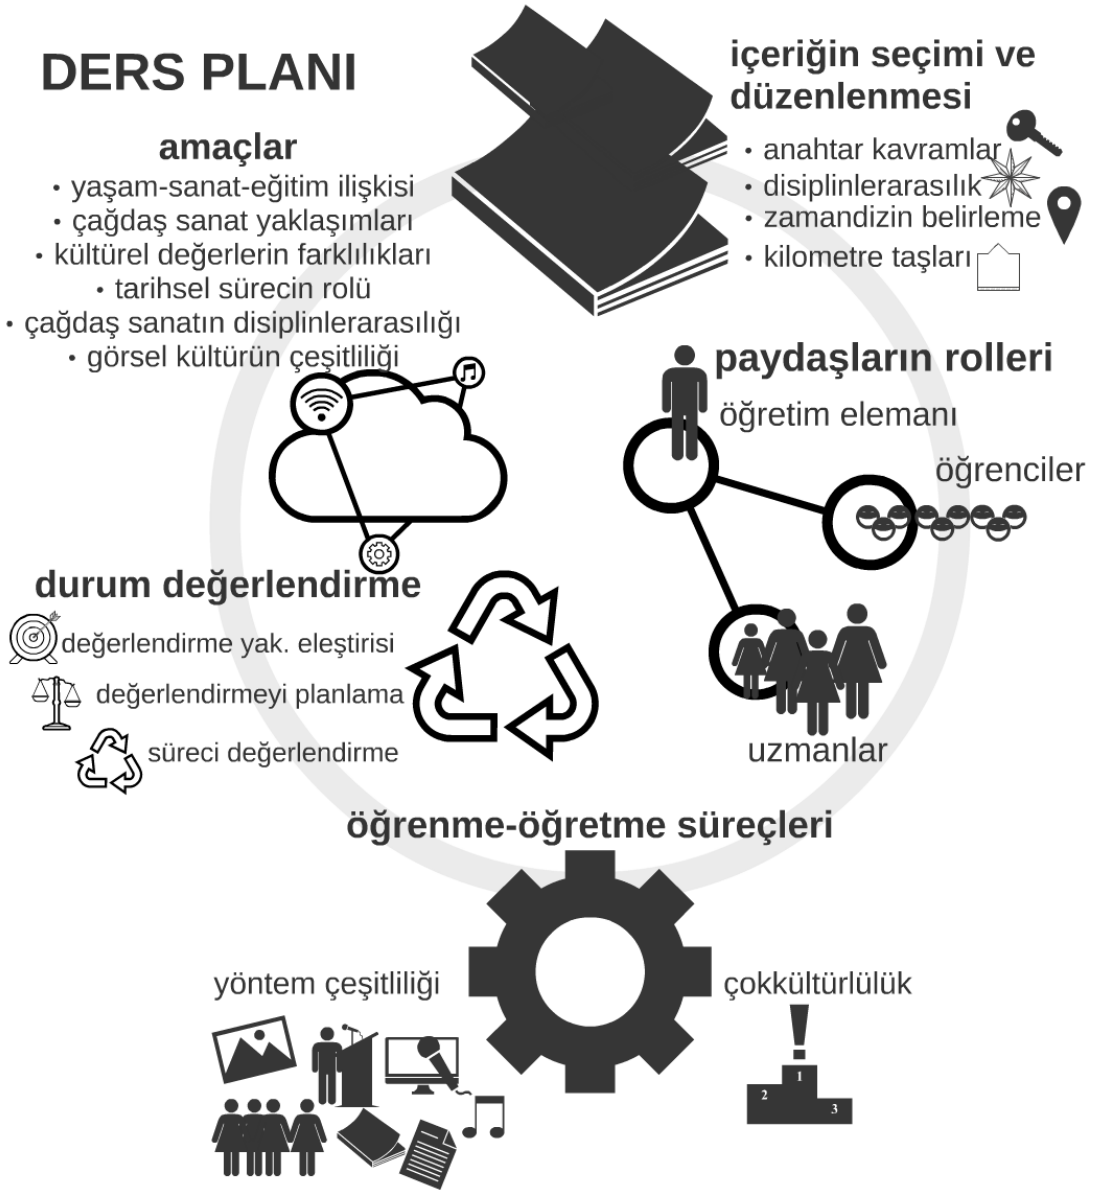 DERS PLANI
amaçlar
• yaşam-sanat-eğitim ilişkisi
• çağdaş sanat yaklaşımları
• kültürel değerlerin farklılıkları
• tarihsel sürecin rolü
• çağdaş sanatın disiplinlerarasılığı
• görsel kültürün çeşitliliği
içeriğin seçimi ve
düzenlenmesi
• anahtar kavramlar
• disiplinlerarasılık
• zamandizin belirleme
• kilometre taşları
paydaşların rolleri
öğretim elemanı
öğrenciler
uzmanlar
durum değerlendirme
değerlendirme yak. eleştirisi
değerlendirmeyi planlama
süreci değerlendirme
öğrenme-öğretme süreçleri
yöntem çeşitliliği
çokkültürlülük
1
2
3